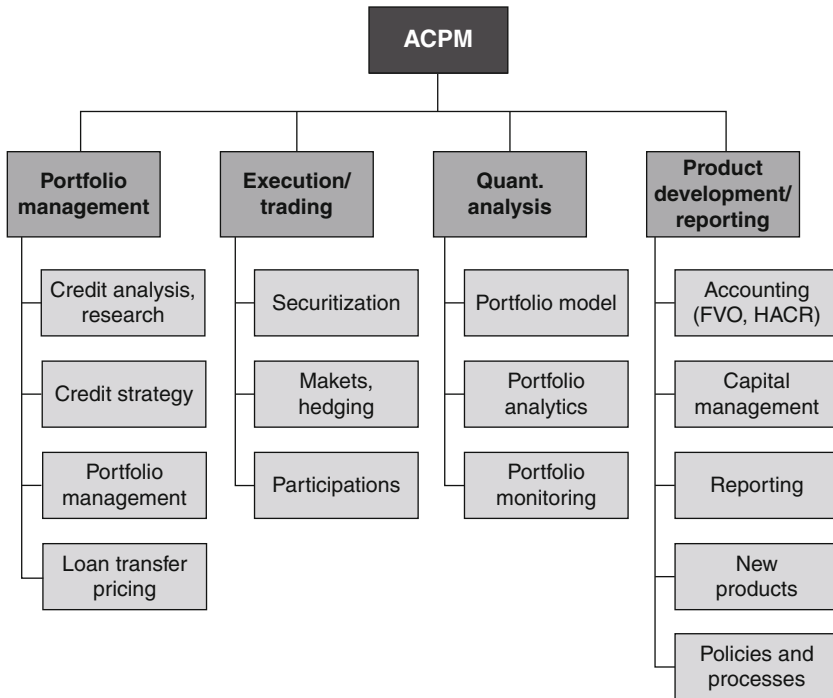 ACPM
Portfolio
management
Execution/
trading
Quant.
analysis
Product
development/
reporting
Credit analysis,
research
Credit strategy
Portfolio
management
Loan transfer
pricing
Securitization
Makets,
hedging
Participations
Portfolio model
Portfolio
analytics
Portfolio
monitoring
Accounting
(FVO, HACR)
Capital
management
Reporting
New
products
Policies and
processes